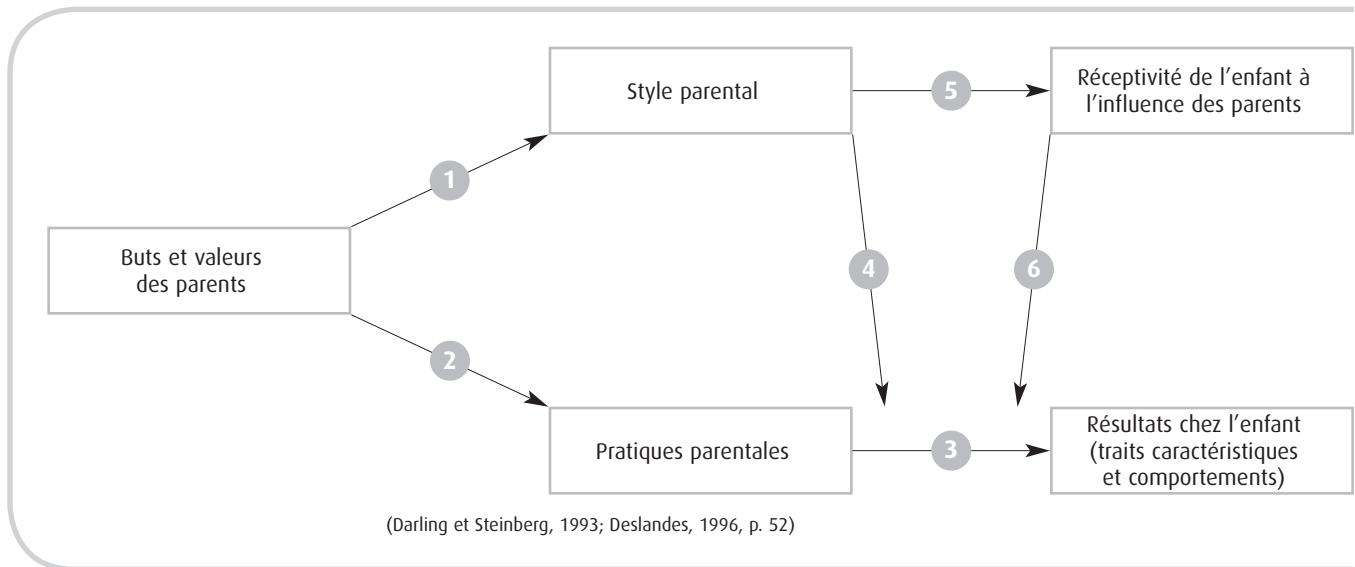 Style parental
5
Réceptivité de l’enfant à
l’influence des parents
1
Buts et valeurs
des parents
4
6
2
Pratiques parentales
3
Résultats chez l’enfant
(traits caractéristiques
et comportements)
(Darling et Steinberg, 1993; Deslandes, 1996, p. 52)